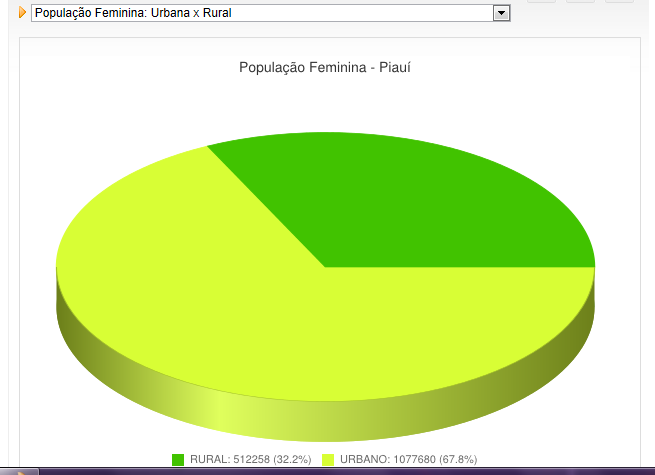 População Feminina: Urbana x Rural
População Feminina - Piauí
RURAL: 512258 (32.2%) URBANO: 1077680 (67.8%)